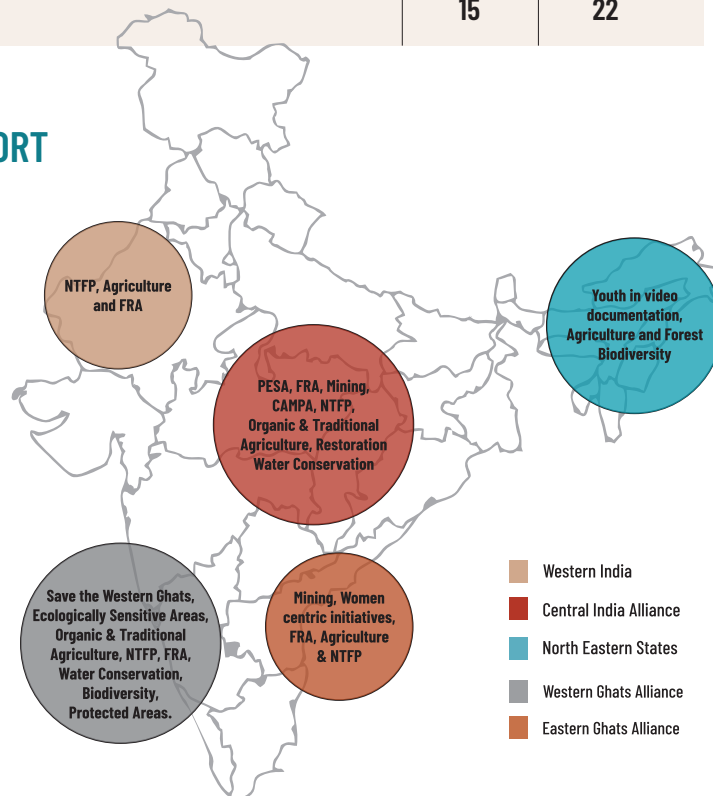 15 22
ORT
NTFP, Agriculture
and FRA
Youth in video
documentation,
Agriculture and Forest
Biodiversity
PESA, FRA, Mining,
CAMPA, NTFP,
Organic & Traditional
Agriculture, Restoration
Water Conservation
Save the Western Ghats,
Ecologically Sensitive Areas,
Organic & Traditional
Agriculture, NTFP, FRA,
Water Conservation,
Biodiversity,
Protected Areas.
Mining, Women
centric initiatives,
FRA, Agriculture
& NTFP
Western India
Central India Alliance
North Eastern States
Western Ghats Alliance
Eastern Ghats Alliance